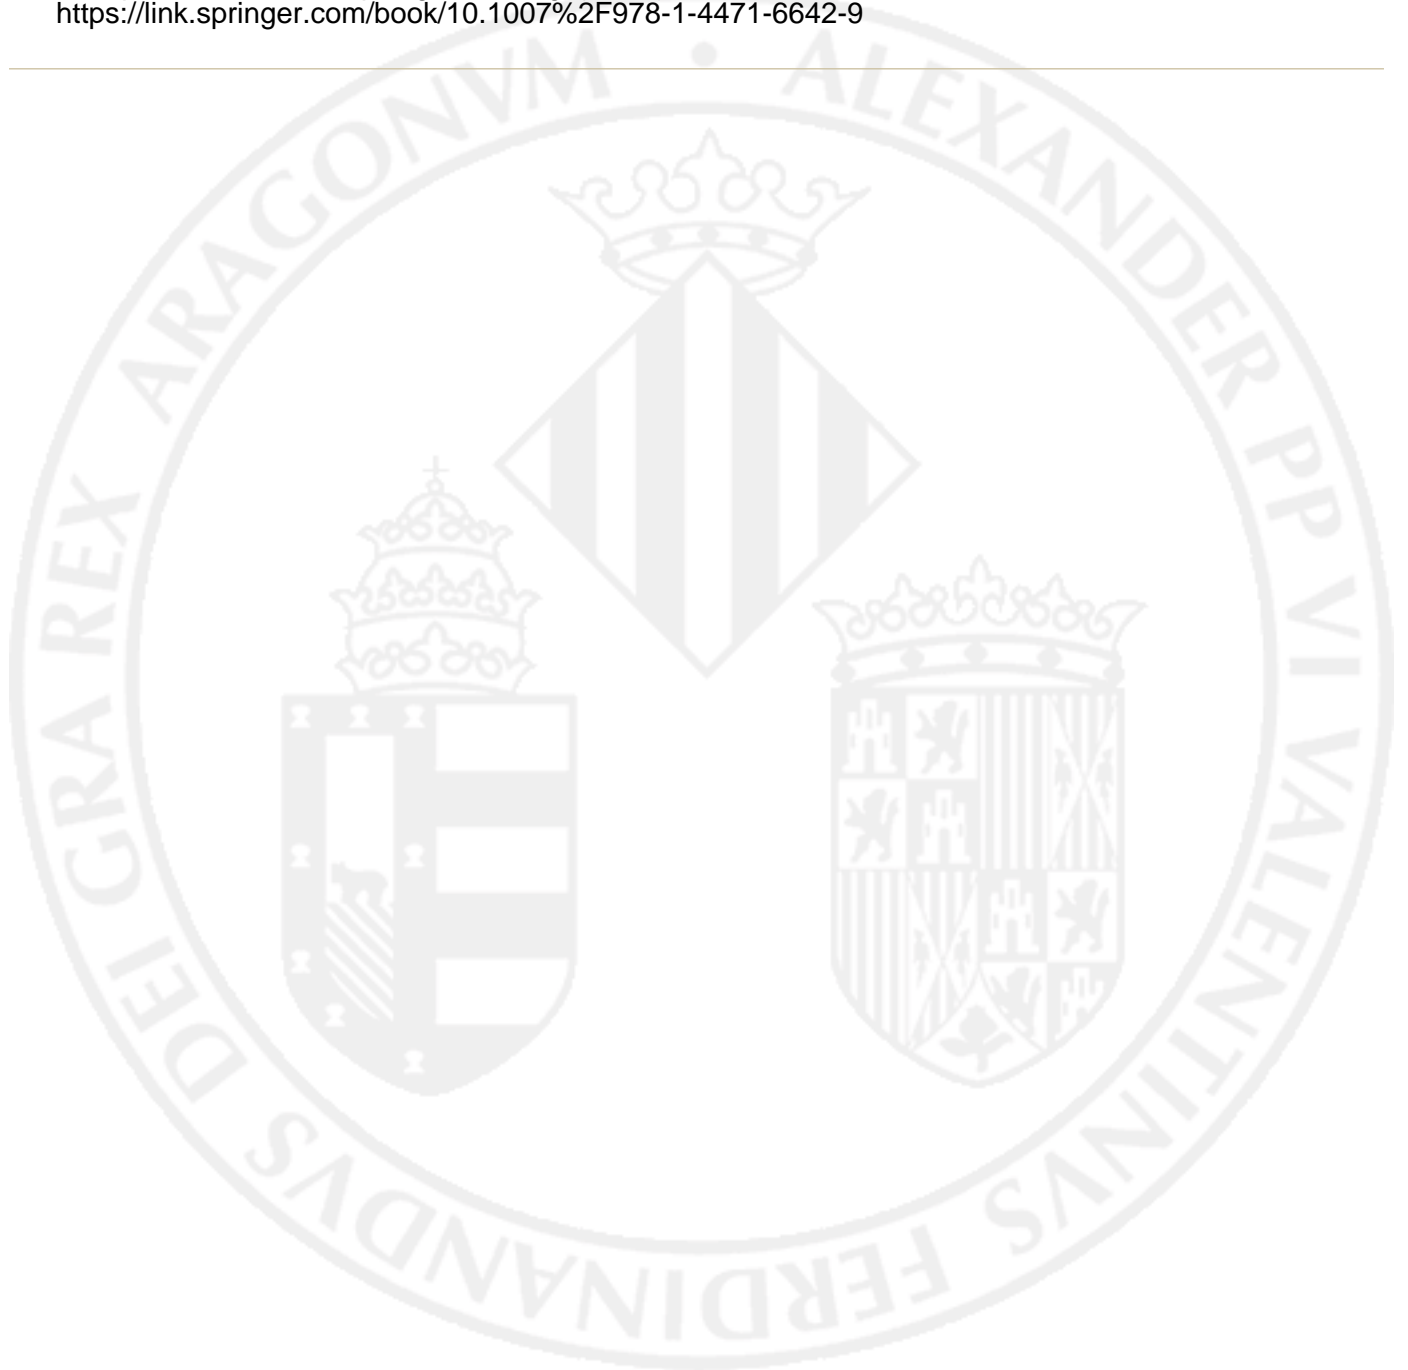 https://link.springer.com/book/10.1007%2F978-1-4471-6642-9
ALEXANDER PP VI VALENTINVS FERDINANDVS DEI GRA REX ARAGONVM •